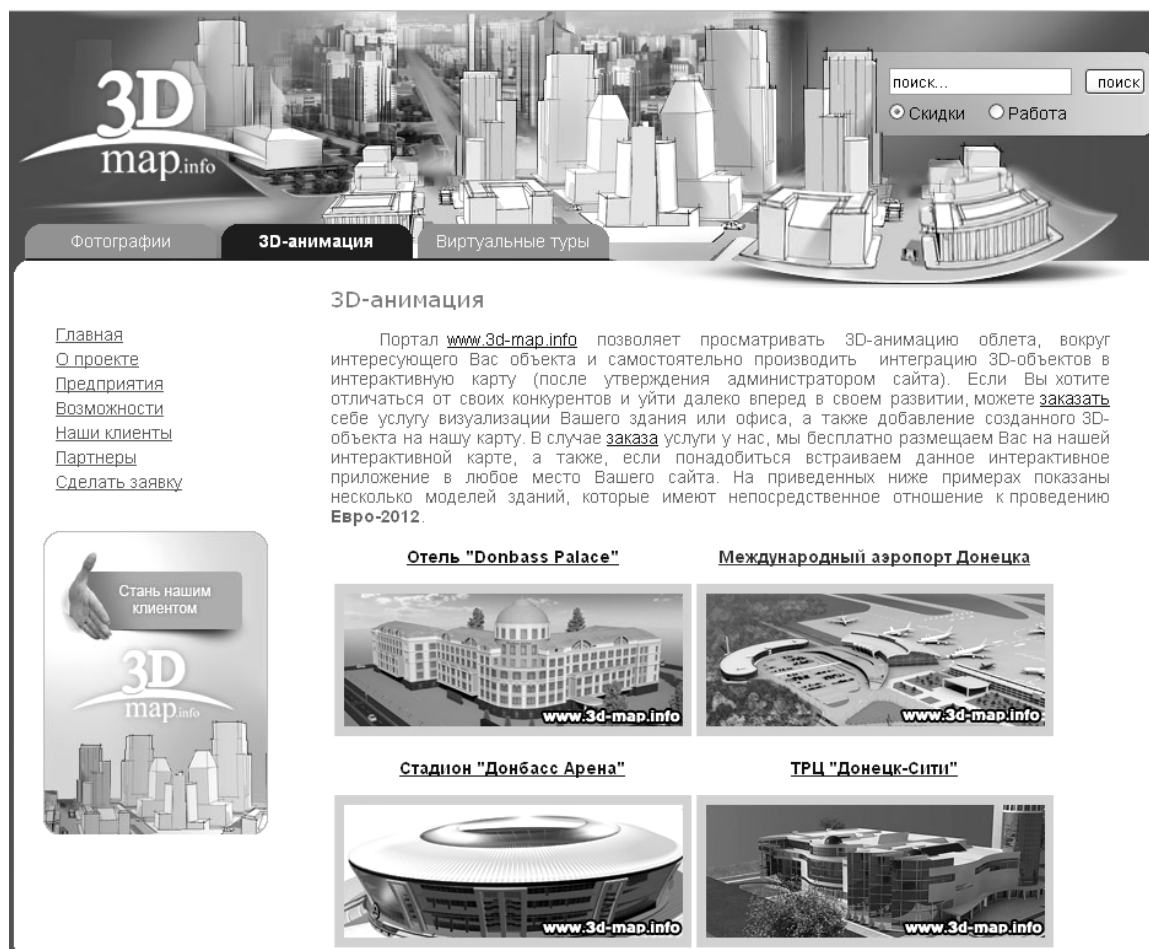 3D
map.info
поиск...
поиск
Скидки Работа
Фотографии
3D-анимация
Виртуальные туры
Главная
О проекте
Предприятия
Возможности
Наши клиенты
Партнеры
Сделать заявку
Стань нашим
клиентом
3D
map.info
3D-анимация
Портал www.3d-map.info позволяет просматривать 3D-анимацию облета, вокруг
интересующего Вас объекта и самостоятельно производить интеграцию 3D-объектов в
интерактивную карту (после утверждения администратором сайта). Если Вы хотите
отличаться от своих конкурентов и уйти далеко вперед в своем развитии, можете заказать
себе услугу визуализации Вашего здания или офиса, а также добавление созданного 3D-
объекта на нашу карту. В случае заказа услуги у нас, мы бесплатно размещаем Вас на нашей
интерактивной карте, а также, если понадобиться встраиваем данное интерактивное
приложение в любое место Вашего сайта. На приведенных ниже примерах показаны
несколько моделей зданий, которые имеют непосредственное отношение к проведению
Евро-2012.
Отель "Donbass Palace"
Международный аэропорт Донецка
www.3d-map.info
www.3d-map.info
Стадион "Донбасс Арена"
ТРЦ "Донецк-Сити"
www.3d-map.info
www.3d-map.info